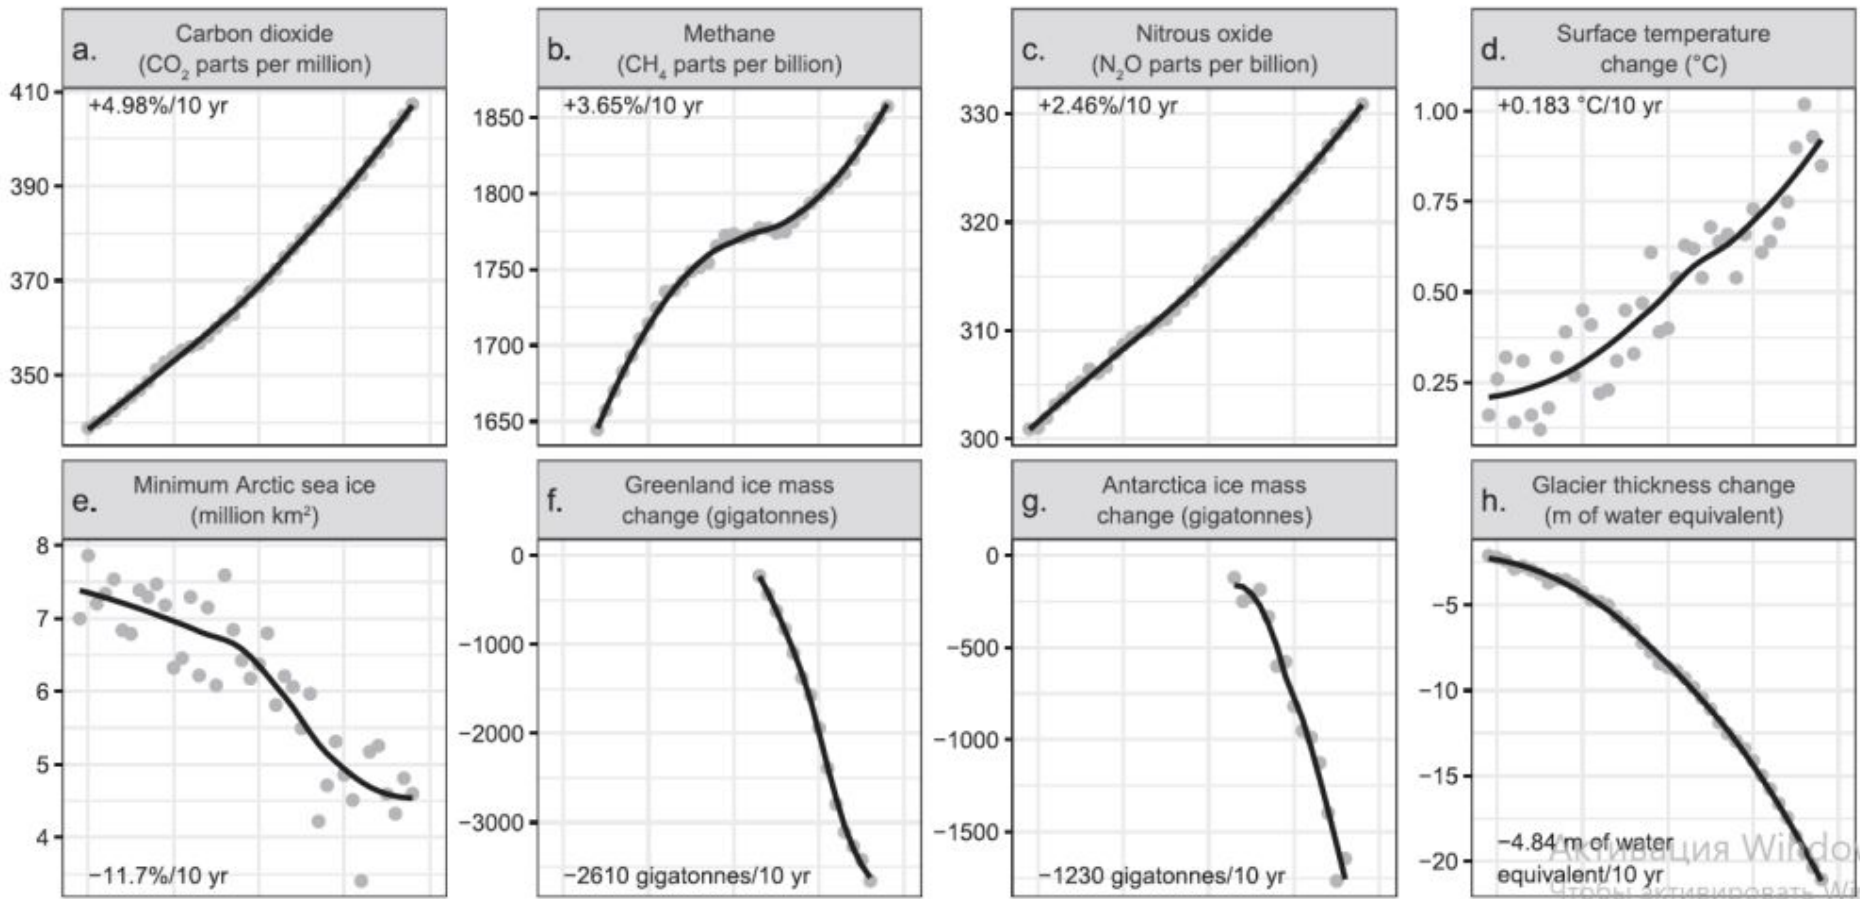 a.
Carbon dioxide
(CO₂ parts per million)
+4.98%/10 yr
410
390
370
350
b.
Methane
(CH₄ parts per billion)
+3.65%/10 yr
1850
1800
1750
1700
1650
c.
Nitrous oxide
(N₂O parts per billion)
+2.46%/10 yr
330
320
310
300
d.
Surface temperature
change (°C)
+0.183 °C/10 yr
1.00
0.75
0.50
0.25
e.
Minimum Arctic sea ice
(million km²)
8
7
6
5
4
−11.7%/10 yr
f.
Greenland ice mass
change (gigatonnes)
0
−1000
−2000
−3000
−2610 gigatonnes/10 yr
g.
Antarctica ice mass
change (gigatonnes)
0
−500
−1000
−1500
−1230 gigatonnes/10 yr
h.
Glacier thickness change
(m of water equivalent)
−5
−10
−15
−20
−4.84 m of water
equivalent/10 yr
Активация Windo
Чтобы активировать Wi